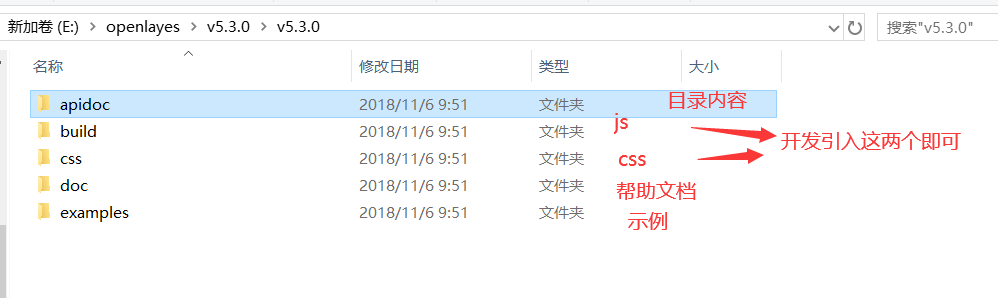 新加卷 (E:) › openlayes › v5.3.0 › v5.3.0 搜索"v5.3.0"
名称 修改日期 类型 大小
apidoc 2018/11/6 9:51 文件夹 目录内容
build 2018/11/6 9:51 文件夹 js
开发引入这两个即可
css 2018/11/6 9:51 文件夹 css
doc 2018/11/6 9:51 文件夹 帮助文档
examples 2018/11/6 9:51 文件夹 示例